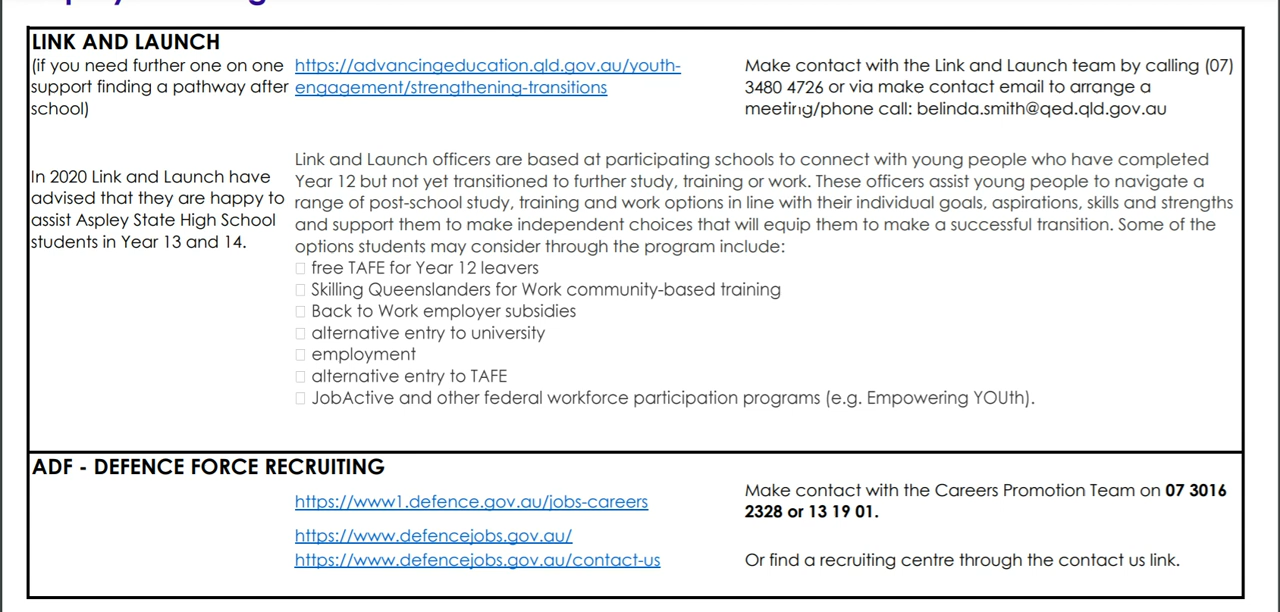 LINK AND LAUNCH
(if you need further one on one
support finding a pathway after
school)
https://advancingeducation.qld.gov.au/youth-
engagement/strengthening-transitions
Make contact with the Link and Launch team by calling (07)
3480 4726 or via make contact email to arrange a
meeting/phone call: belinda.smith@qed.qld.gov.au
In 2020 Link and Launch have
advised that they are happy to
assist Aspley State High School
students in Year 13 and 14.
Link and Launch officers are based at participating schools to connect with young people who have completed
Year 12 but not yet transitioned to further study, training or work. These officers assist young people to navigate a
range of post-school study, training and work options in line with their individual goals, aspirations, skills and strengths
and support them to make independent choices that will equip them to make a successful transition. Some of the
options students may consider through the program include:
free TAFE for Year 12 leavers
Skilling Queenslanders for Work community-based training
Back to Work employer subsidies
alternative entry to university
employment
alternative entry to TAFE
JobActive and other federal workforce participation programs (e.g. Empowering YOUth).
ADF - DEFENCE FORCE RECRUITING
https://www1.defence.gov.au/jobs-careers
https://www.defencejobs.gov.au/
https://www.defencejobs.gov.au/contact-us
Make contact with the Careers Promotion Team on 07 3016
2328 or 13 19 01.
Or find a recruiting centre through the contact us link.